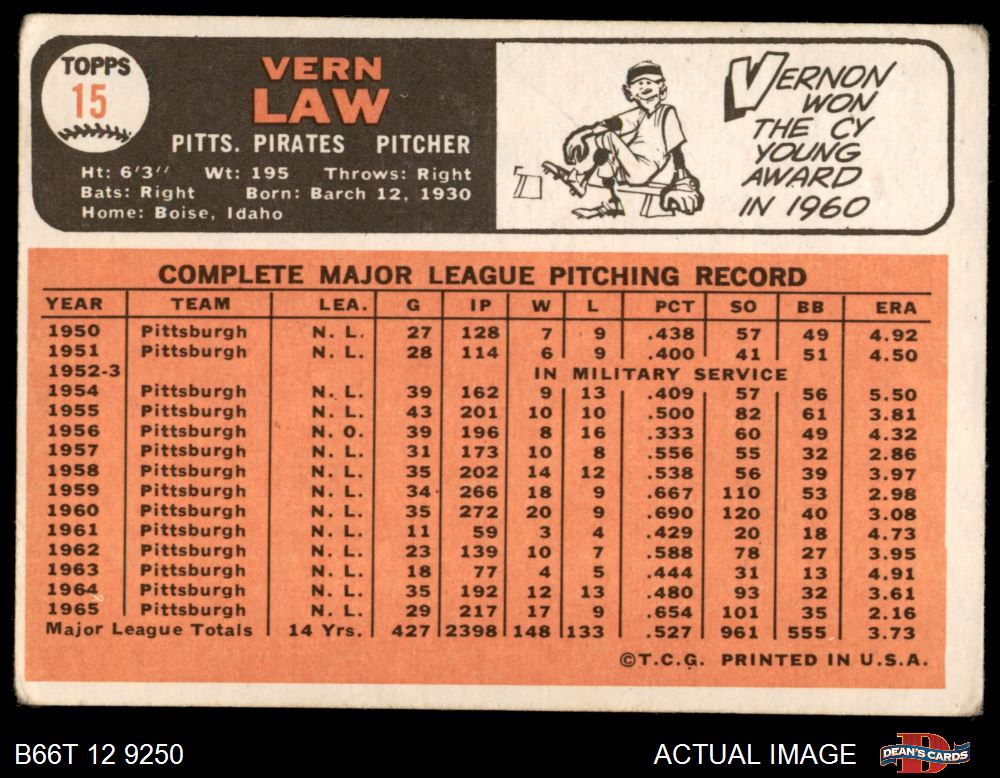 TOPPS
15
VERN
LAW
PITTS. PIRATES PITCHER
Ht: 6'3" Wt: 195 Throws: Right
Bats: Right Born: Barch 12, 1930
Home: Boise, Idaho
VERNON
WON
THE CY
YOUNG
AWARD
IN 1960
COMPLETE MAJOR LEAGUE PITCHING RECORD
YEAR TEAM LEA. G IP W L PCT SO BB ERA
1950 Pittsburgh N. L. 27 128 7 9 .438 57 49 4.92
1951 Pittsburgh N. L. 28 114 6 9 .400 41 51 4.50
1952-3 IN MILITARY SERVICE
1954 Pittsburgh N. L. 39 162 9 13 .409 57 56 5.50
1955 Pittsburgh N. L. 43 201 10 10 .500 82 61 3.81
1956 Pittsburgh N. O. 39 196 8 16 .333 60 49 4.32
1957 Pittsburgh N. L. 31 173 10 8 .556 55 32 2.86
1958 Pittsburgh N. L. 35 202 14 12 .538 56 39 3.97
1959 Pittsburgh N. L. 34 266 18 9 .667 110 53 2.98
1960 Pittsburgh N. L. 35 272 20 9 .690 120 40 3.08
1961 Pittsburgh N. L. 11 59 3 4 .429 20 18 4.73
1962 Pittsburgh N. L. 23 139 10 7 .588 78 27 3.95
1963 Pittsburgh N. L. 18 77 4 5 .444 31 13 4.91
1964 Pittsburgh N. L. 35 192 12 13 .480 93 32 3.61
1965 Pittsburgh N. L. 29 217 17 9 .654 101 35 2.16
Major League Totals 14 Yrs. 427 2398 148 133 .527 961 555 3.73
©T.C.G. PRINTED IN U.S.A.
B66T 12 9250 ACTUAL IMAGE DEAN'S CARDS